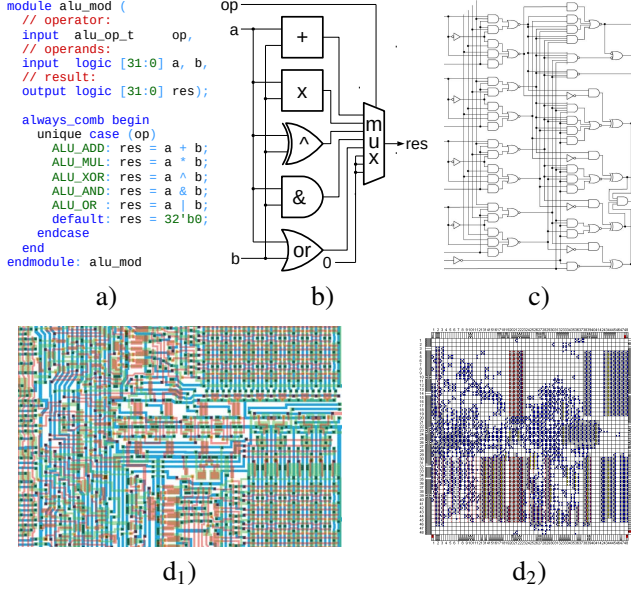 module alu_mod (
// operator:
input alu_op_t op,
// operands:
input logic [31:0] a, b,
// result:
output logic [31:0] res);
always_comb begin
unique case (op)
ALU_ADD: res = a + b;
ALU_MUL: res = a * b;
ALU_XOR: res = a ^ b;
ALU_AND: res = a & b;
ALU_OR : res = a | b;
default: res = 32'b0;
endcase
end
endmodule: alu_mod
a)
op
a
+
x
^
&
or
b
0
mux
res
b)
c)
d1)
d2)